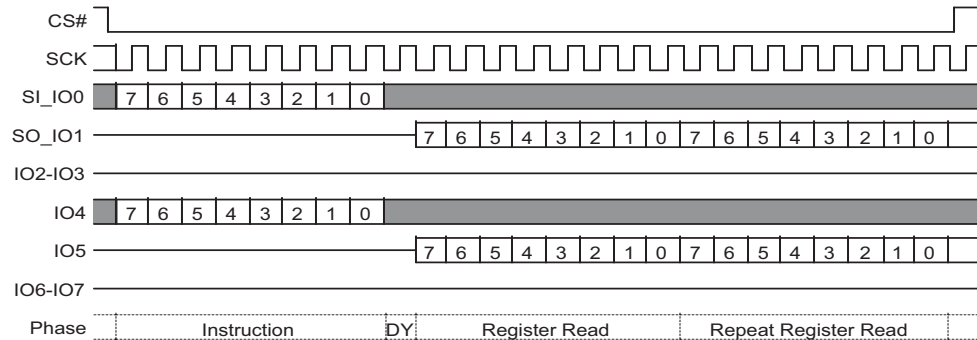 CS#
SCK
SI_IO0 7 6 5 4 3 2 1 0
SO_IO1 7 6 5 4 3 2 1 0 7 6 5 4 3 2 1 0
IO2-IO3
IO4 7 6 5 4 3 2 1 0
IO5 7 6 5 4 3 2 1 0 7 6 5 4 3 2 1 0
IO6-IO7
Phase Instruction DY Register Read Repeat Register Read